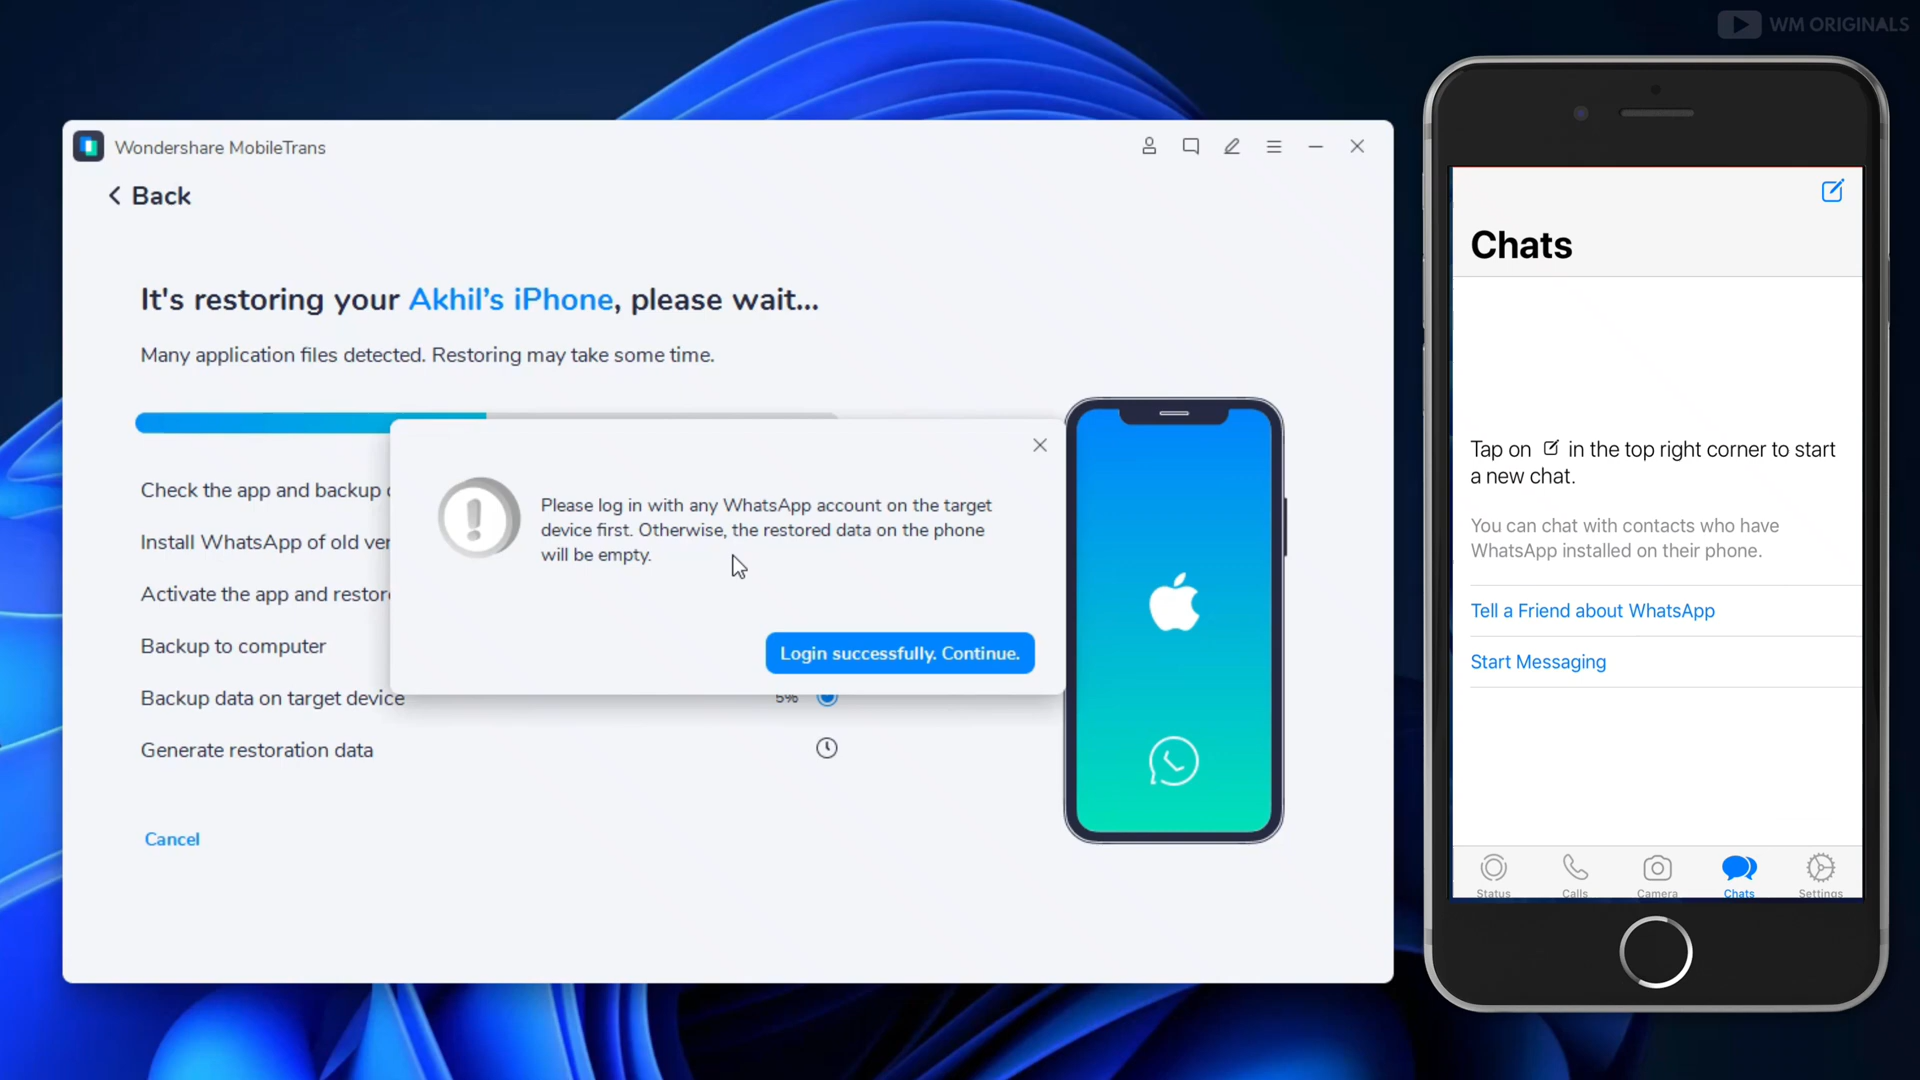 WM ORIGINALS
Wondershare MobileTrans
Back
It's restoring your Akhil's iPhone, please wait...
Many application files detected. Restoring may take some time.
Check the app and backup
Install WhatsApp of old ver
Activate the app and restor
Backup to computer
Backup data on target device 5%
Generate restoration data
Cancel
Please log in with any WhatsApp account on the target
device first. Otherwise, the restored data on the phone
will be empty.
Login successfully. Continue.
Chats
Tap on in the top right corner to start
a new chat.
You can chat with contacts who have
WhatsApp installed on their phone.
Tell a Friend about WhatsApp
Start Messaging
Status Calls Camera Chats Settings